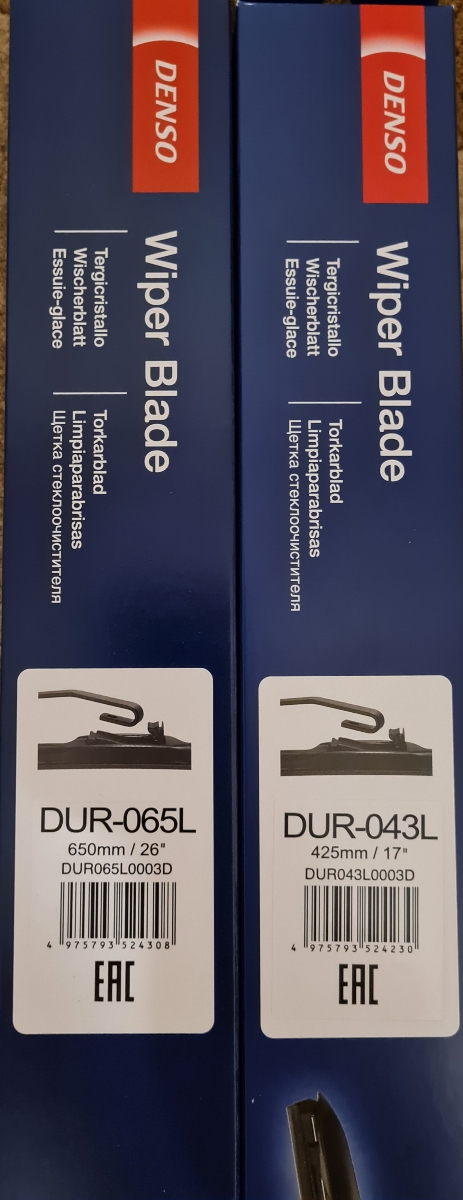 DENSO
Wiper Blade
Tergicristallo
Wischerblatt
Essuie-glace
Torkarblad
Limpiaparabrisas
Щетка стеклоочистителя
DUR-065L
650mm / 26"
DUR065L0003D
4 975793 524308
EAC
DENSO
Wiper Blade
Tergicristallo
Wischerblatt
Essuie-glace
Torkarblad
Limpiaparabrisas
Щетка стеклоочистителя
DUR-043L
425mm / 17"
DUR043L0003D
4 975793 524230
EAC